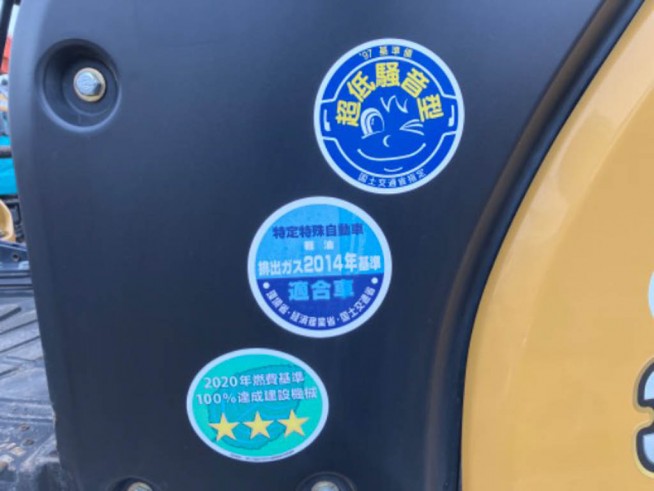 '97 基準値
超低騒音型
国土交通省指定
特定特殊自動車
軽油
排出ガス2014年基準
適合車
環境省・経済産業省・国土交通省
2020年燃費基準
100%達成建設機械
★★★